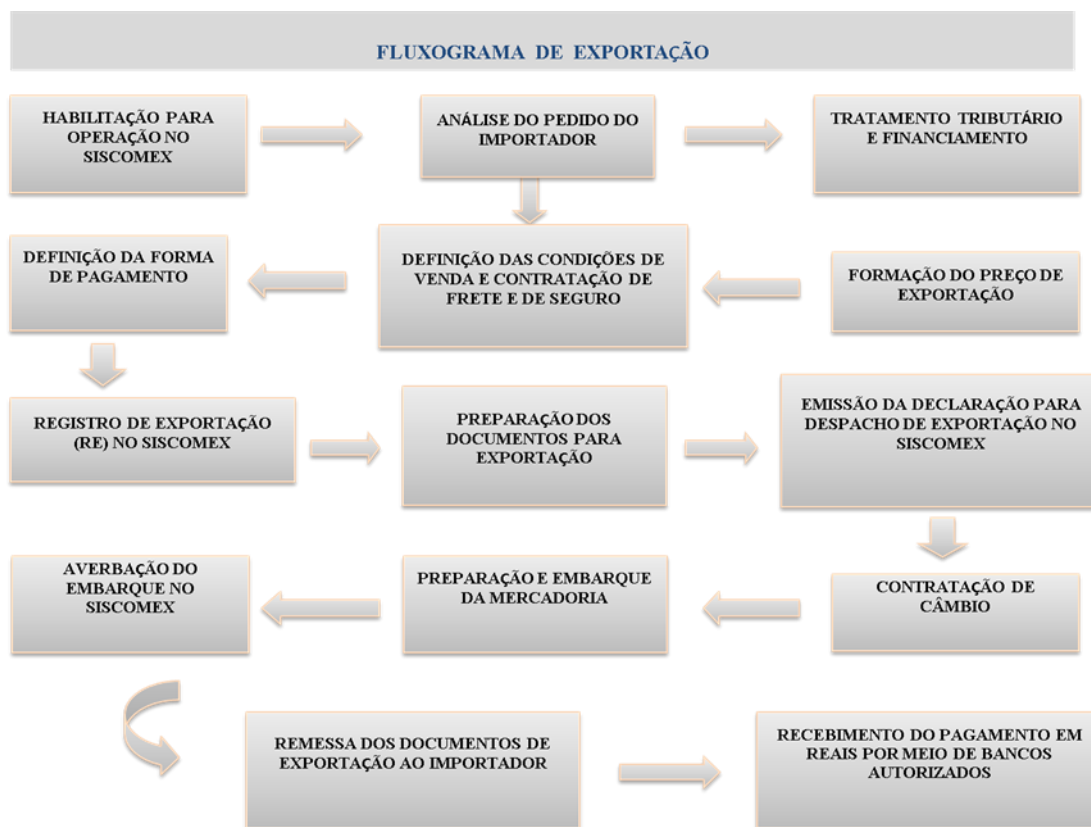 FLUXOGRAMA DE EXPORTAÇÃO
HABILITAÇÃO PARA
OPERAÇÃO NO
SISCOMEX
ANÁLISE DO PEDIDO DO
IMPORTADOR
TRATAMENTO TRIBUTÁRIO
E FINANCIAMENTO
DEFINIÇÃO DA FORMA
DE PAGAMENTO
DEFINIÇÃO DAS CONDIÇÕES DE
VENDA E CONTRATAÇÃO DE
FRETE E DE SEGURO
FORMAÇÃO DO PREÇO DE
EXPORTAÇÃO
REGISTRO DE EXPORTAÇÃO
(RE) NO SISCOMEX
PREPARAÇÃO DOS
DOCUMENTOS PARA
EXPORTAÇÃO
EMISSÃO DA DECLARAÇÃO PARA
DESPACHO DE EXPORTAÇÃO NO
SISCOMEX
AVERBAÇÃO DO
EMBARQUE NO
SISCOMEX
PREPARAÇÃO E EMBARQUE
DA MERCADORIA
CONTRATAÇÃO DE
CÂMBIO
REMESSA DOS DOCUMENTOS DE
EXPORTAÇÃO AO IMPORTADOR
RECEBIMENTO DO PAGAMENTO EM
REAIS POR MEIO DE BANCOS
AUTORIZADOS